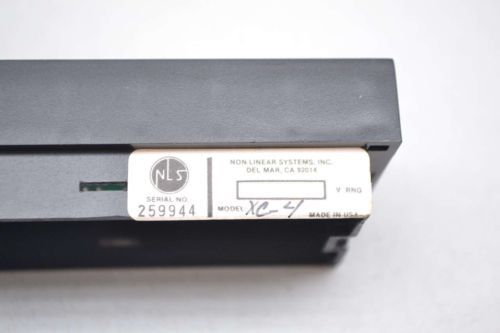 NLS
SERIAL NO.
259944
NON LINEAR SYSTEMS, INC.
DEL MAR, CA 92014
V RNG
MODEL XC-4
MADE IN USA